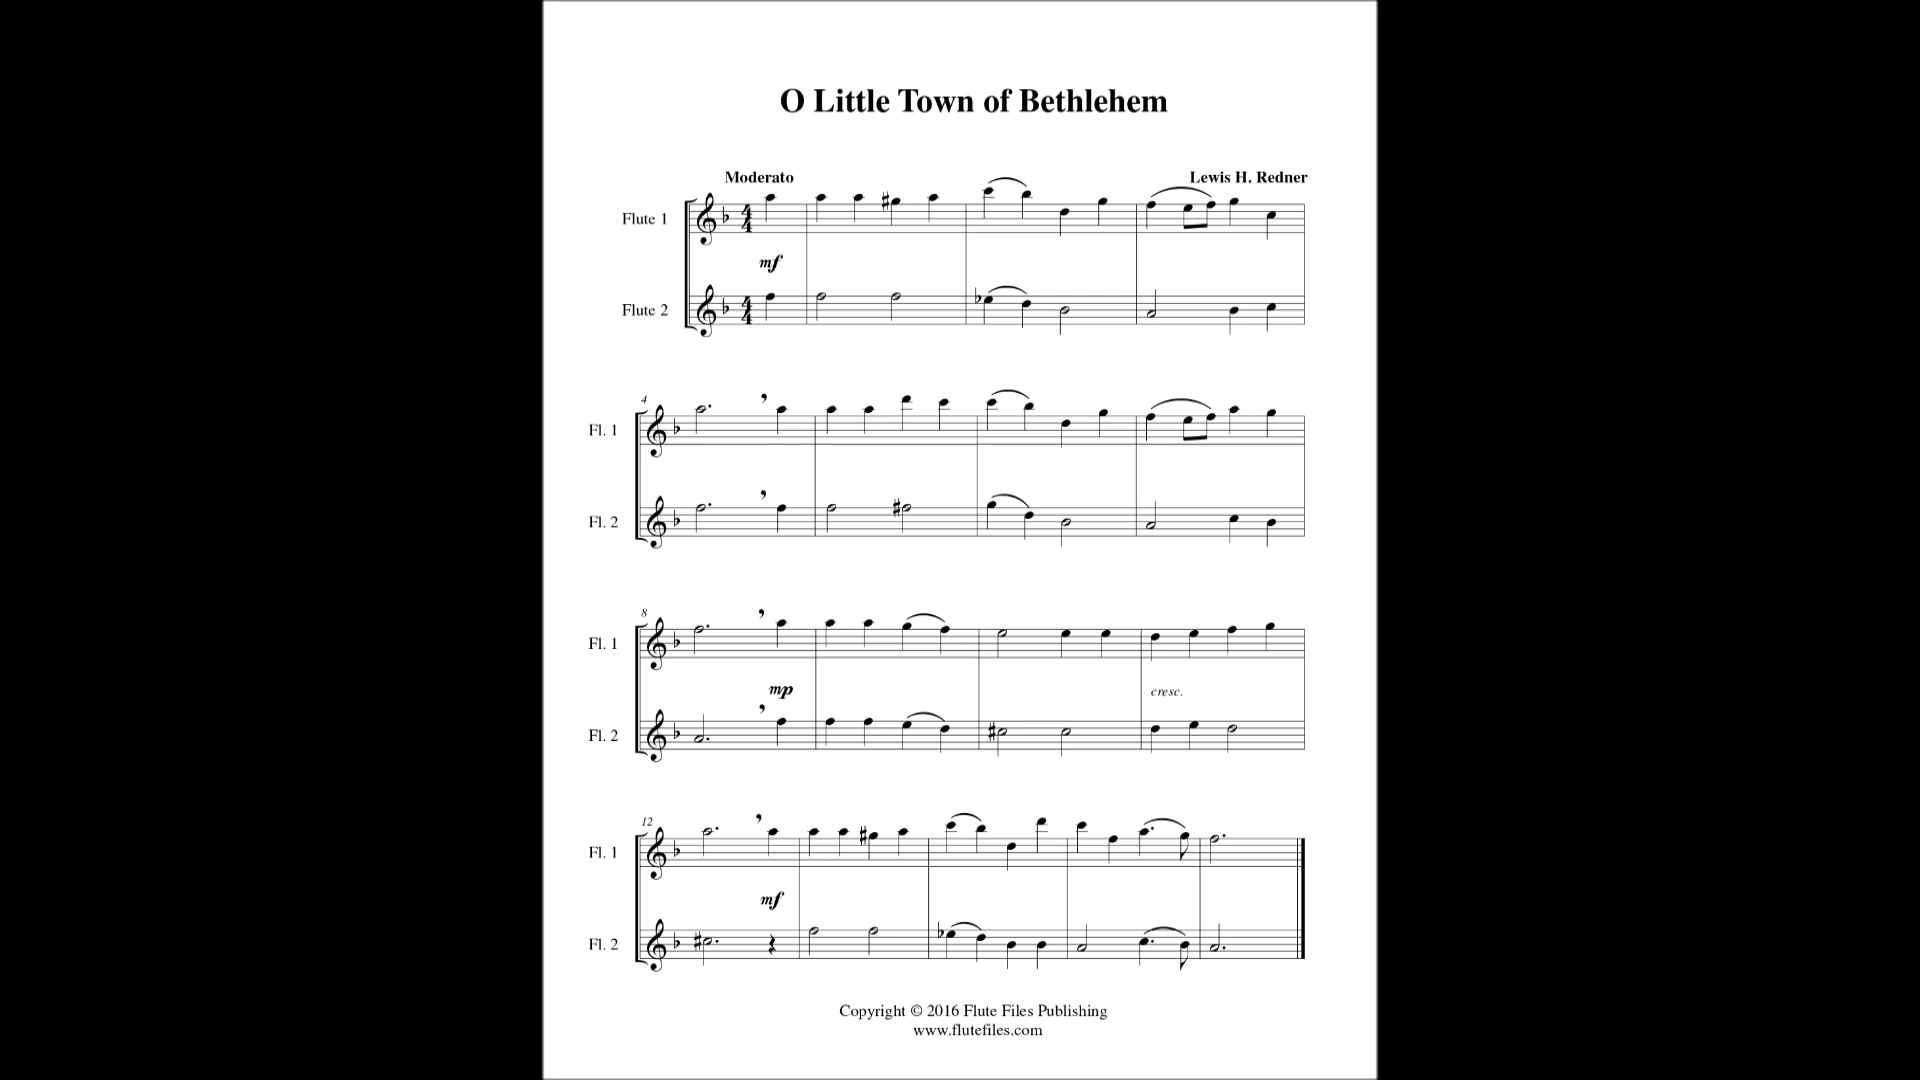 O Little Town of Bethlehem
Moderato
Lewis H. Redner
Flute 1
mf
Flute 2
4
Fl. 1
Fl. 2
8
Fl. 1
mp
cresc.
Fl. 2
12
Fl. 1
mf
Fl. 2
Copyright © 2016 Flute Files Publishing
www.flutefiles.com